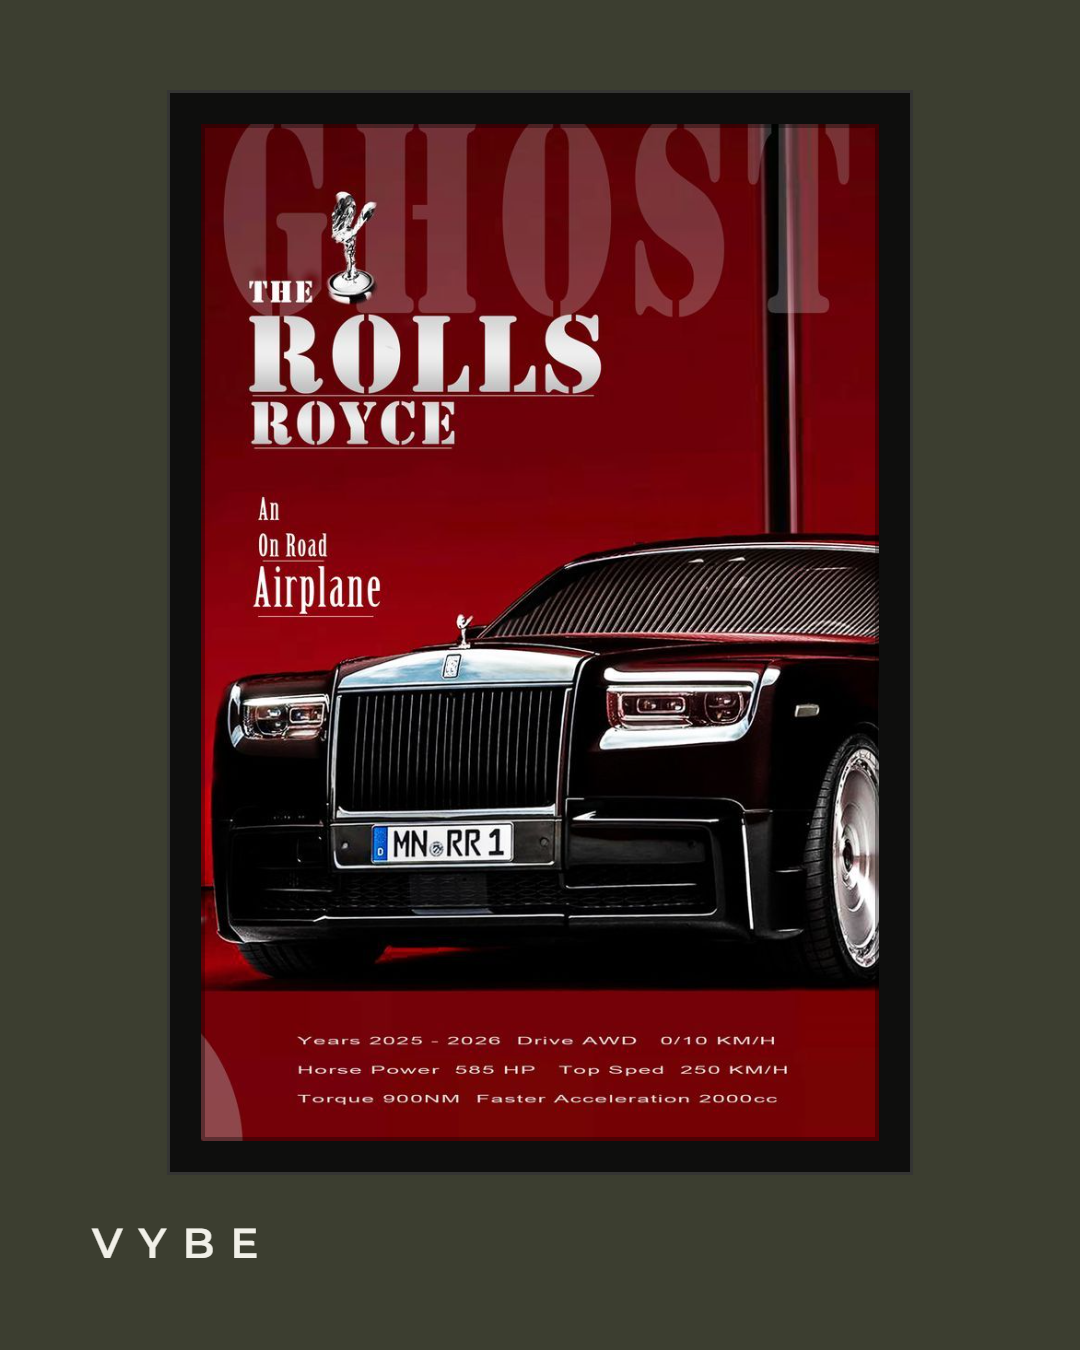 GHOST
THE
ROLLS
ROYCE
An
On Road
Airplane
MN RR 1
D
Years 2025 - 2026 Drive AWD 0/10 KM/H
Horse Power 585 HP Top Sped 250 KM/H
Torque 900NM Faster Acceleration 2000cc
VYBE